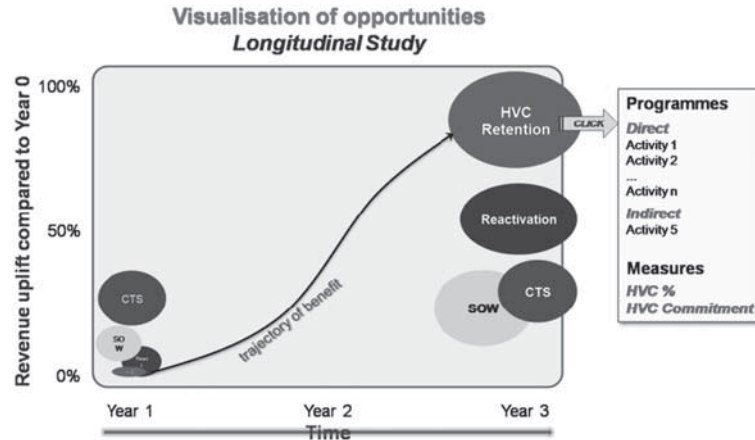 Visualisation of opportunities
Longitudinal Study
Revenue uplift compared to Year 0
100%
50%
0%
CTS
SO
W
trajectory of benefit
HVC
Retention
Reactivation
SOW
CTS
CLICK
Programmes
Direct
Activity 1
Activity 2
...
Activity n
Indirect
Activity 5
Measures
HVC %
HVC Commitment
Year 1
Year 2
Year 3
Time